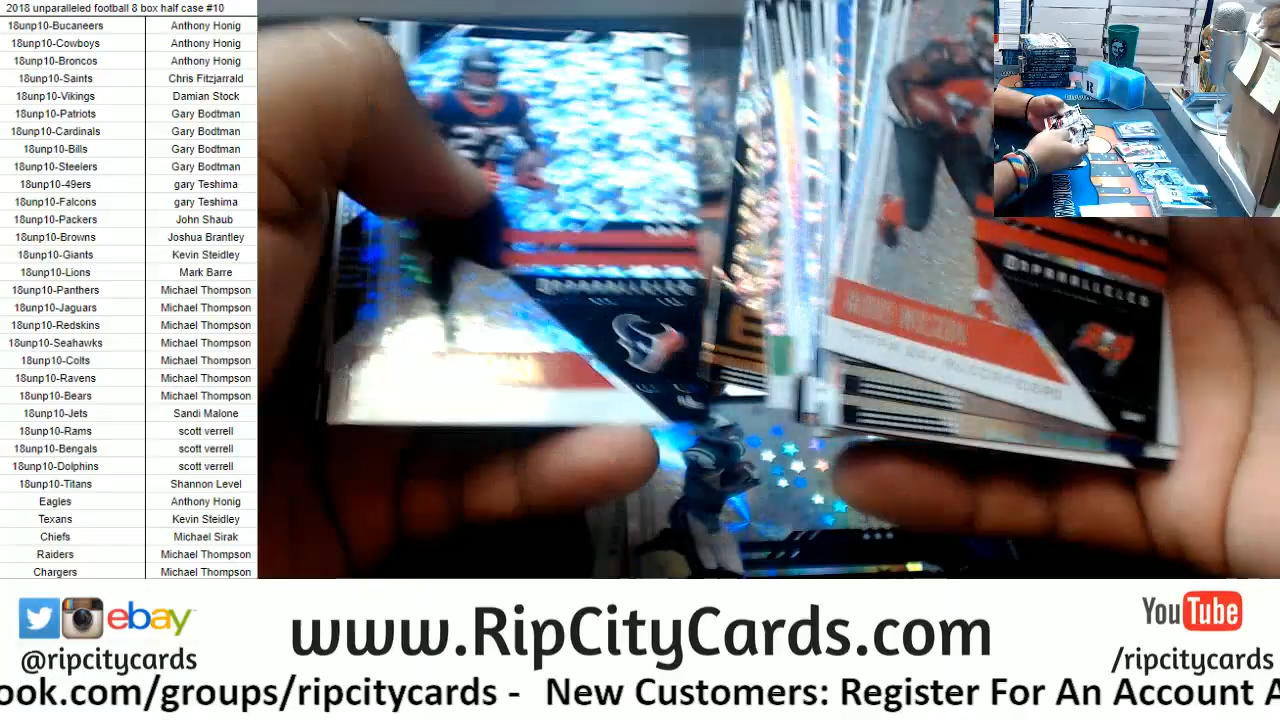 2018 unparalleled football 8 box half case #10
18unp10-Bucaneers Anthony Honig
18unp10-Cowboys Anthony Honig
18unp10-Broncos Anthony Honig
18unp10-Saints Chris Fitzjarrald
18unp10-Vikings Damian Stock
18unp10-Patriots Gary Bodtman
18unp10-Cardinals Gary Bodtman
18unp10-Bills Gary Bodtman
18unp10-Steelers Gary Bodtman
18unp10-49ers gary Teshima
18unp10-Falcons gary Teshima
18unp10-Packers John Shaub
18unp10-Browns Joshua Brantley
18unp10-Giants Kevin Steidley
18unp10-Lions Mark Barre
18unp10-Panthers Michael Thompson
18unp10-Jaguars Michael Thompson
18unp10-Redskins Michael Thompson
18unp10-Seahawks Michael Thompson
18unp10-Colts Michael Thompson
18unp10-Ravens Michael Thompson
18unp10-Bears Michael Thompson
18unp10-Jets Sandi Malone
18unp10-Rams scott verrell
18unp10-Bengals scott verrell
18unp10-Dolphins scott verrell
18unp10-Titans Shannon Level
Eagles Anthony Honig
Texans Kevin Steidley
Chiefs Michael Sirak
Raiders Michael Thompson
Chargers Michael Thompson
UNPARALLELED
UNPARALLELED
ebay
@ripcitycards
www.RipCityCards.com
YouTube
/ripcitycards
ook.com/groups/ripcitycards - New Customers: Register For An Account A